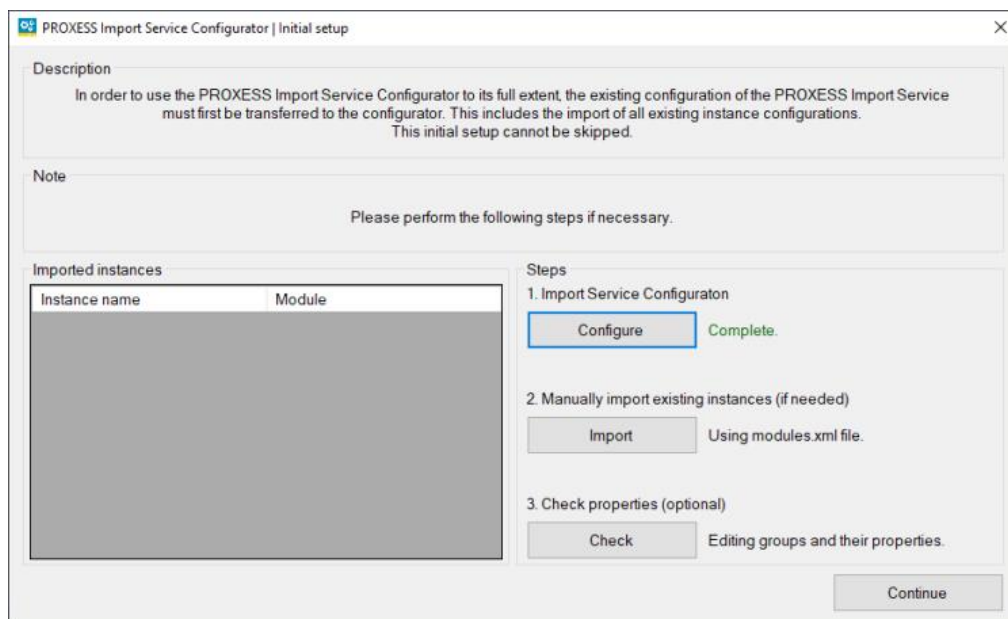 PROXESS Import Service Configurator | Initial setup
Description
In order to use the PROXESS Import Service Configurator to its full extent, the existing configuration of the PROXESS Import Service
must first be transferred to the configurator. This includes the import of all existing instance configurations.
This initial setup cannot be skipped.
Note
Please perform the following steps if necessary.
Imported instances
Instance name Module
Steps
1. Import Service Configuraton
Configure Complete.
2. Manually import existing instances (if needed)
Import Using modules.xml file.
3. Check properties (optional)
Check Editing groups and their properties.
Continue